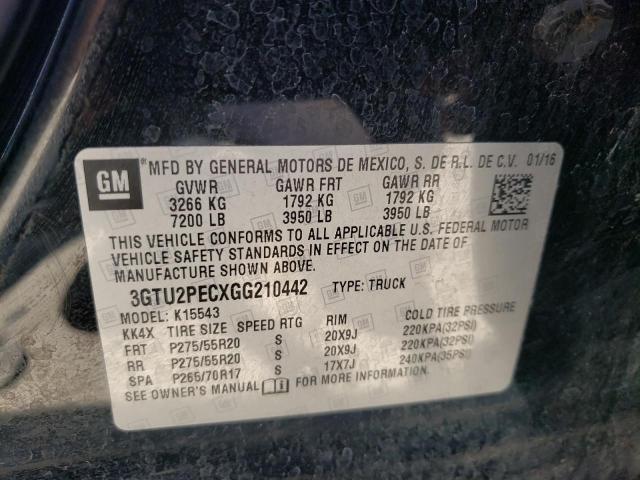 GM ® MFD BY GENERAL MOTORS DE MEXICO, S. DE R.L. DE C.V. 01/16
GVWR GAWR FRT GAWR RR
3266 KG 1792 KG 1792 KG
7200 LB 3950 LB 3950 LB
THIS VEHICLE CONFORMS TO ALL APPLICABLE U.S. FEDERAL MOTOR
VEHICLE SAFETY STANDARDS IN EFFECT ON THE DATE OF
MANUFACTURE SHOWN ABOVE.
3GTU2PECXGG210442 TYPE: TRUCK
MODEL: K15543
KK4X TIRE SIZE SPEED RTG RIM COLD TIRE PRESSURE
FRT P275/55R20 S 20X9J 220KPA(32PSI)
RR P275/55R20 S 20X9J 220KPA(32PSI)
SPA P265/70R17 S 17X7J 240KPA(35PSI)
SEE OWNER'S MANUAL FOR MORE INFORMATION.